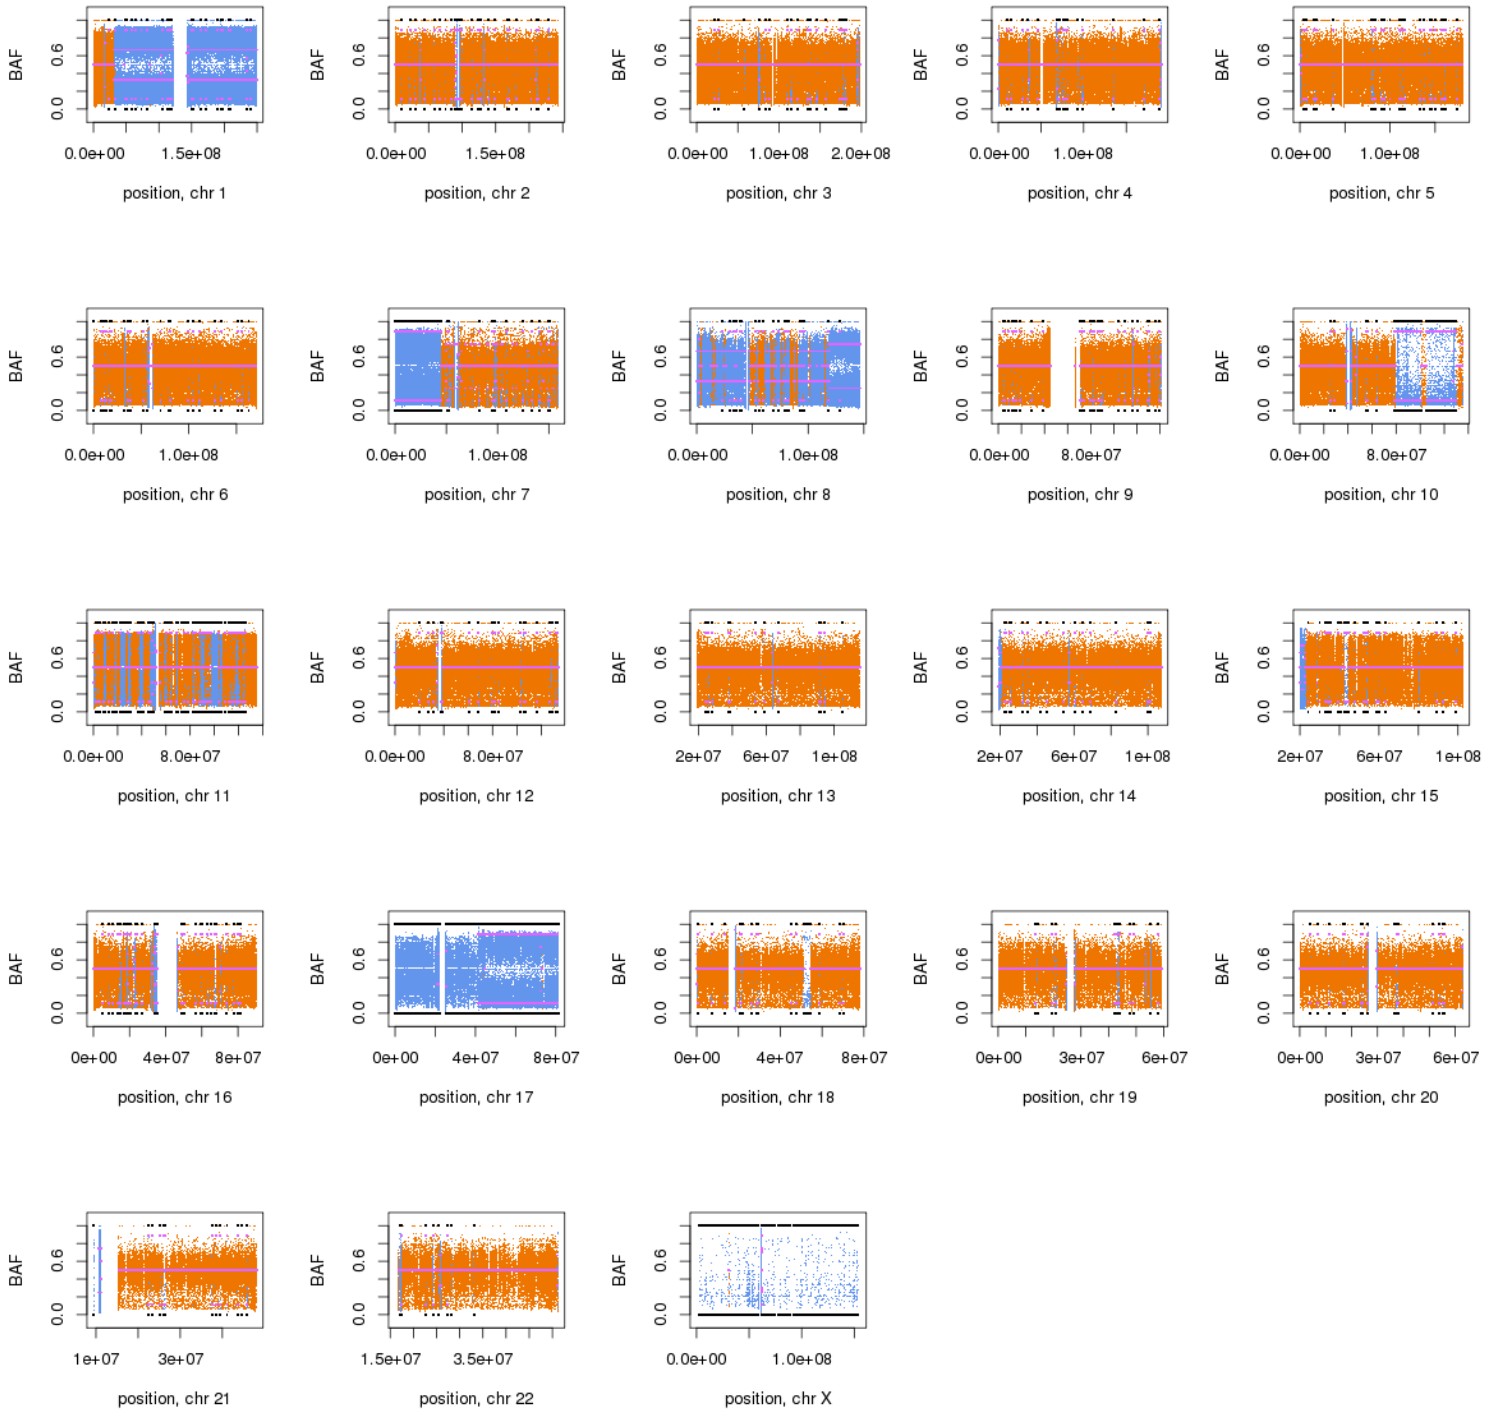 BAF 0.0 0.6 0.0e+00 1.5e+08 position, chr 1
BAF 0.0 0.6 0.0e+00 1.5e+08 position, chr 2
BAF 0.0 0.6 0.0e+00 1.0e+08 2.0e+08 position, chr 3
BAF 0.0 0.6 0.0e+00 1.0e+08 position, chr 4
BAF 0.0 0.6 0.0e+00 1.0e+08 position, chr 5
BAF 0.0 0.6 0.0e+00 1.0e+08 position, chr 6
BAF 0.0 0.6 0.0e+00 1.0e+08 position, chr 7
BAF 0.0 0.6 0.0e+00 1.0e+08 position, chr 8
BAF 0.0 0.6 0.0e+00 8.0e+07 position, chr 9
BAF 0.0 0.6 0.0e+00 8.0e+07 position, chr 10
BAF 0.0 0.6 0.0e+00 8.0e+07 position, chr 11
BAF 0.0 0.6 0.0e+00 8.0e+07 position, chr 12
BAF 0.0 0.6 2e+07 6e+07 1e+08 position, chr 13
BAF 0.0 0.6 2e+07 6e+07 1e+08 position, chr 14
BAF 0.0 0.6 2e+07 6e+07 1e+08 position, chr 15
BAF 0.0 0.6 0e+00 4e+07 8e+07 position, chr 16
BAF 0.0 0.6 0e+00 4e+07 8e+07 position, chr 17
BAF 0.0 0.6 0e+00 4e+07 8e+07 position, chr 18
BAF 0.0 0.6 0e+00 3e+07 6e+07 position, chr 19
BAF 0.0 0.6 0e+00 3e+07 6e+07 position, chr 20
BAF 0.0 0.6 1e+07 3e+07 position, chr 21
BAF 0.0 0.6 1.5e+07 3.5e+07 position, chr 22
BAF 0.0 0.6 0.0e+00 1.0e+08 position, chr X